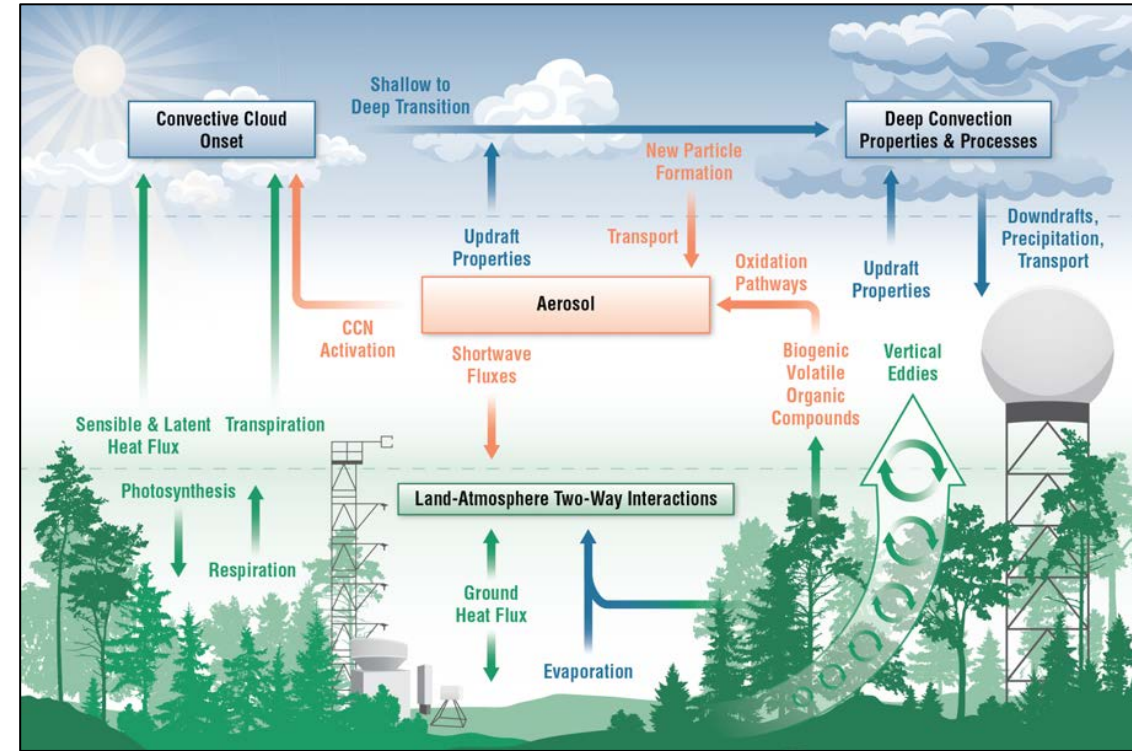 Shallow to
Deep Transition
Convective Cloud
Onset
Deep Convection
Properties & Processes
New Particle
Formation
Updraft
Properties
Transport
Oxidation
Pathways
Updraft
Properties
Downdrafts,
Precipitation,
Transport
Aerosol
CCN
Activation
Shortwave
Fluxes
Biogenic
Volatile
Organic
Compounds
Vertical
Eddies
Sensible & Latent
Heat Flux
Transpiration
Photosynthesis
Respiration
Land-Atmosphere Two-Way Interactions
Ground
Heat Flux
Evaporation